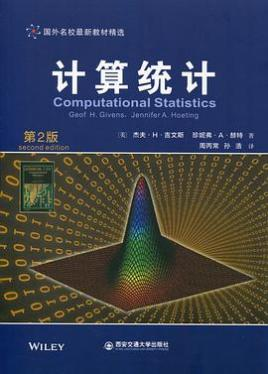 国外名校最新教材精选
计算统计
Computational Statistics
Geof H. Givens, Jennifer A. Hoeting
第2版
second edition
[美] 杰夫·H·吉文斯 珍妮弗·A·赫特 著
周丙常 孙浩 译
WILEY
西安交通大学出版社